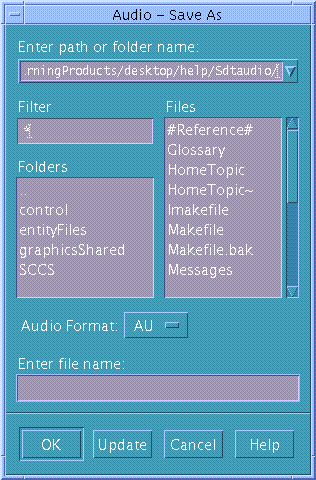 Audio – Save As
Enter path or folder name:
.rningProducts/desktop/help/Sdtaudio/
Filter
*
Files
#Reference#
Glossary
HomeTopic
HomeTopic~
Imakefile
Makefile
Makefile.bak
Messages
Folders
..
control
entityFiles
graphicsShared
SCCS
Audio Format: AU
Enter file name:
OK Update Cancel Help